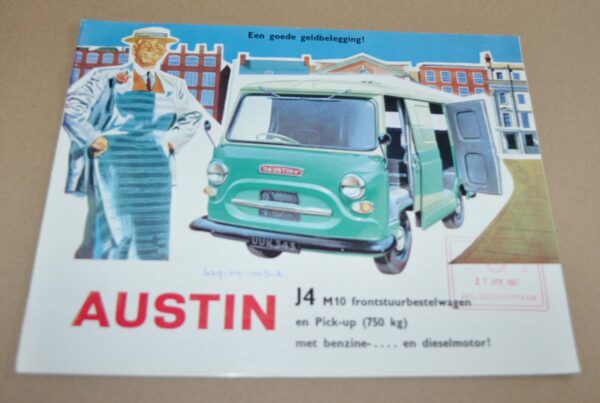 Een goede geldbelegging!
AUSTIN
AUSTIN
J4 M10 frontstuurbestelwagen
en Pick-up (750 kg)
met benzine-.... en dieselmotor!